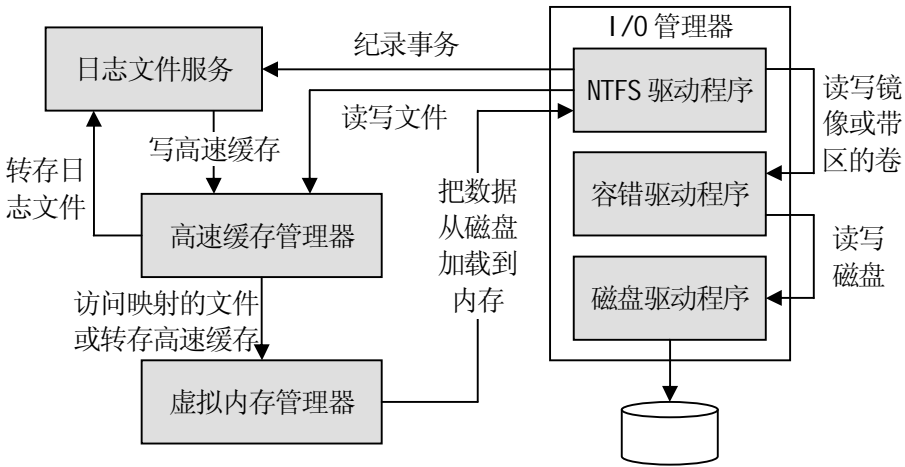 I/O 管理器
纪录事务
日志文件服务
NTFS 驱动程序
读写镜
像或带
区的卷
读写文件
写高速缓存
转存日
志文件
把数据
从磁盘
加载到
内存
容错驱动程序
高速缓存管理器
读写
磁盘
访问映射的文件
或转存高速缓存
磁盘驱动程序
虚拟内存管理器